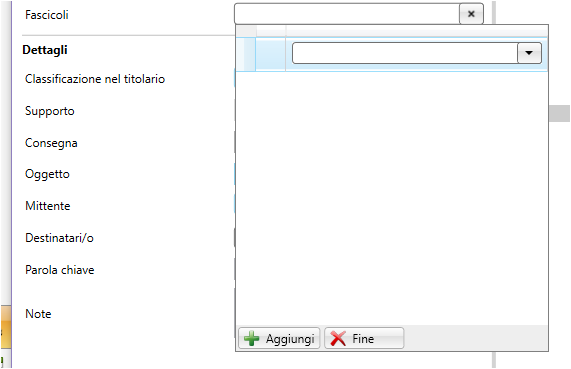 Fascicoli
Dettagli
Classificazione nel titolario
Supporto
Consegna
Oggetto
Mittente
Destinatari/o
Parola chiave
Note
Aggiungi Fine